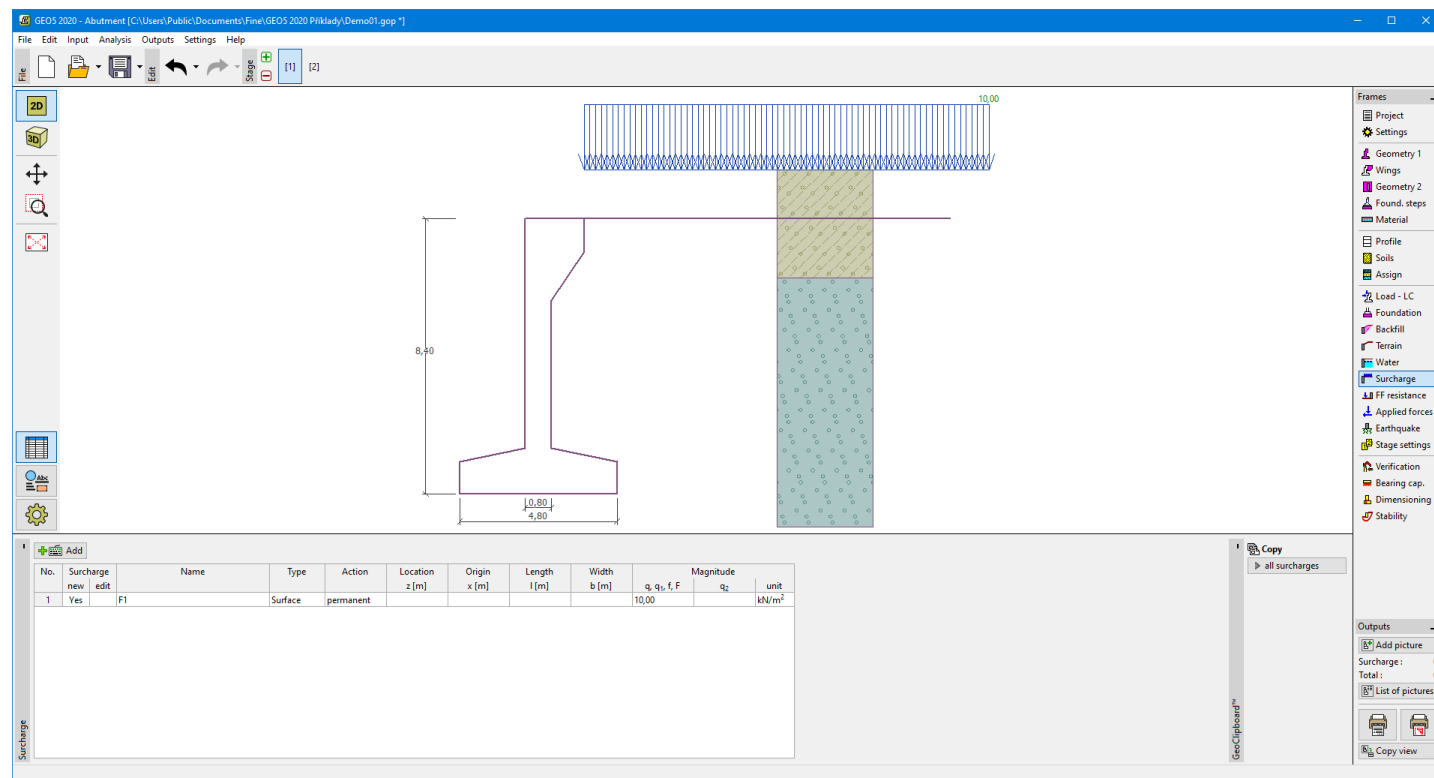 GEO5 2020 - Abutment [C:\Users\Public\Documents\Fine\GEO5 2020 Příklady\Demo01.gop *]
File Edit Input Analysis Outputs Settings Help
File
Edit
Stage
[1] [2]
2D
3D
Abc
10,00
8,40
0,80
4,80
Frames
Project
Settings
Geometry 1
Wings
Geometry 2
Found. steps
Material
Profile
Soils
Assign
Load - LC
Foundation
Backfill
Terrain
Water
Surcharge
FF resistance
Applied forces
Earthquake
Stage settings
Verification
Bearing cap.
Dimensioning
Stability
Add
No. Surcharge Name Type Action Location Origin Length Width Magnitude
new edit z [m] x [m] l [m] b [m] q, q₁, f, F q₂ unit
1 Yes F1 Surface permanent 10,00 kN/m²
Surcharge
GeoClipboard™
Copy
all surcharges
Outputs
Add picture
Surcharge :
Total :
List of pictures
Copy view